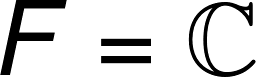 F = ℂ